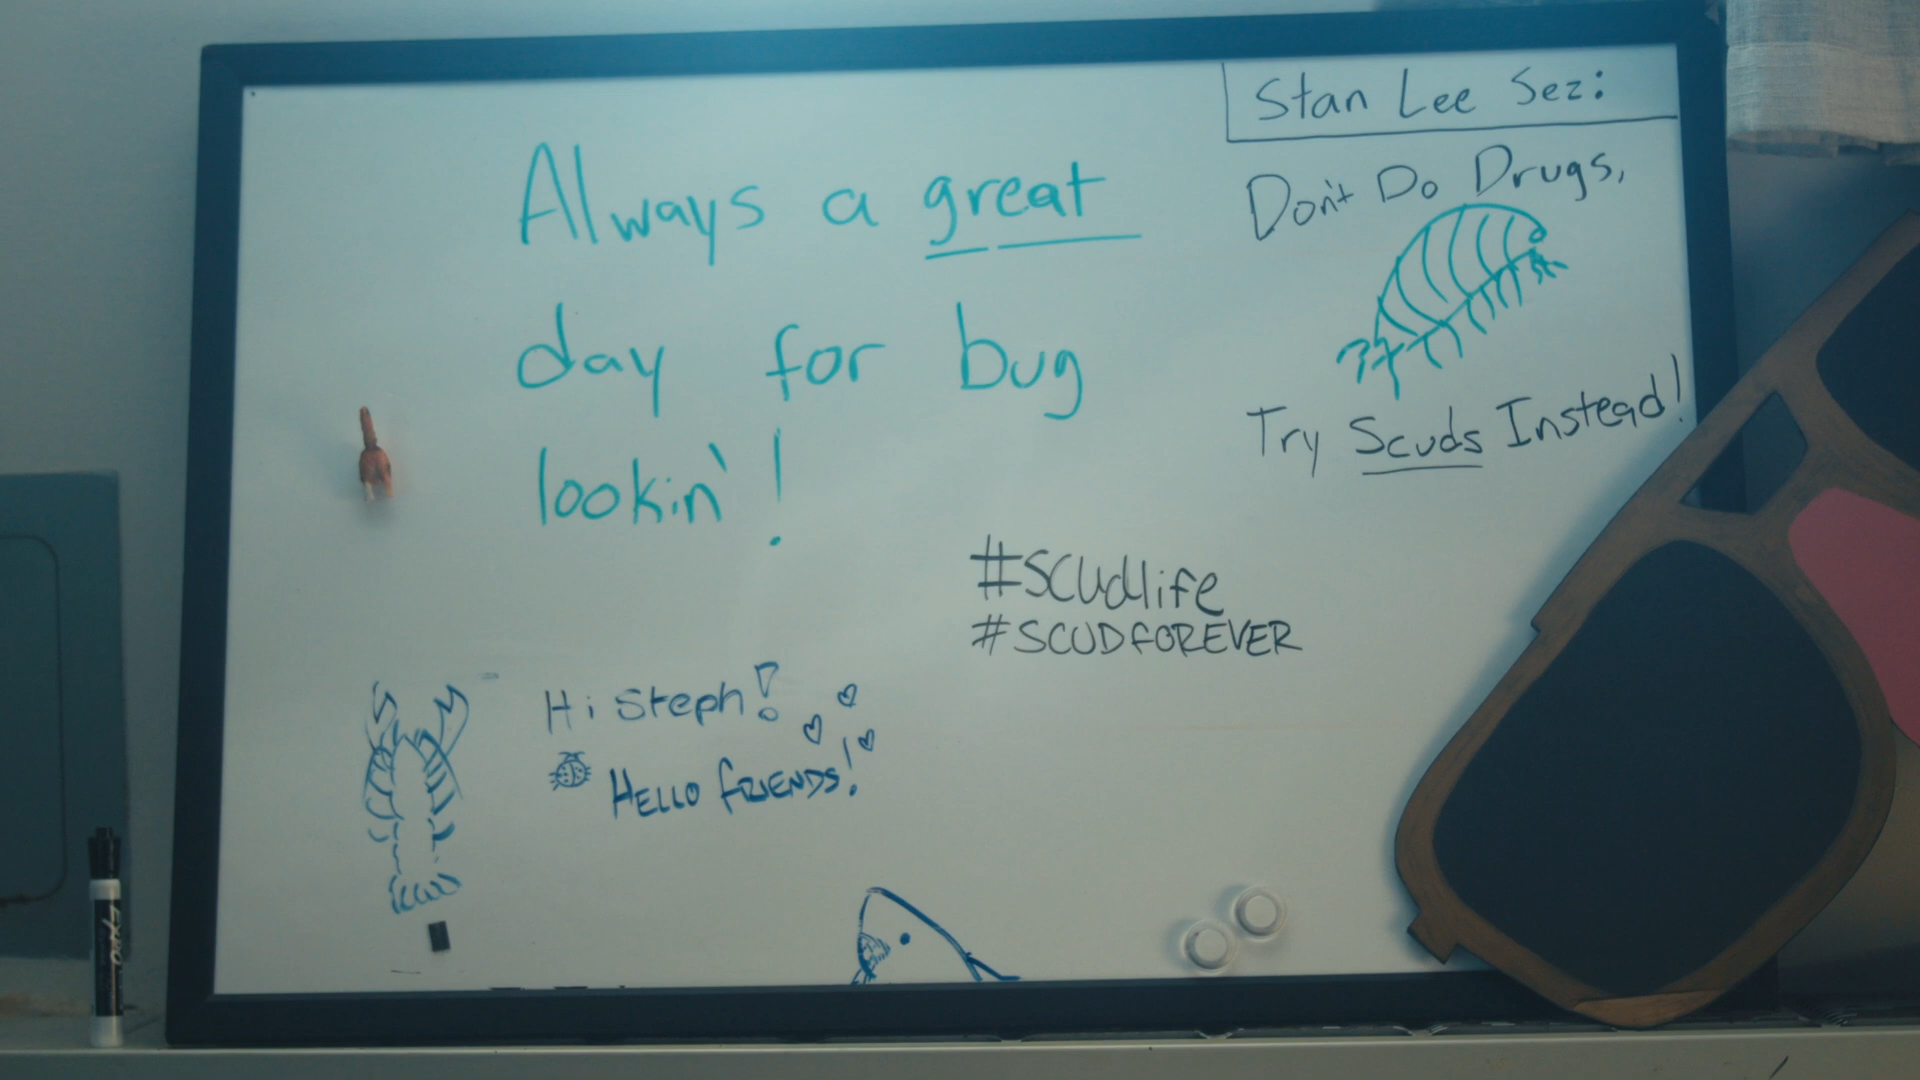 Always a great
day for bug
lookin'!
Stan Lee Sez:
Don't Do Drugs,
Try Scuds Instead!
#SCUdlife
#SCUDFOREVER
Hi Steph!
HELLO FRIENDS!
EXPO